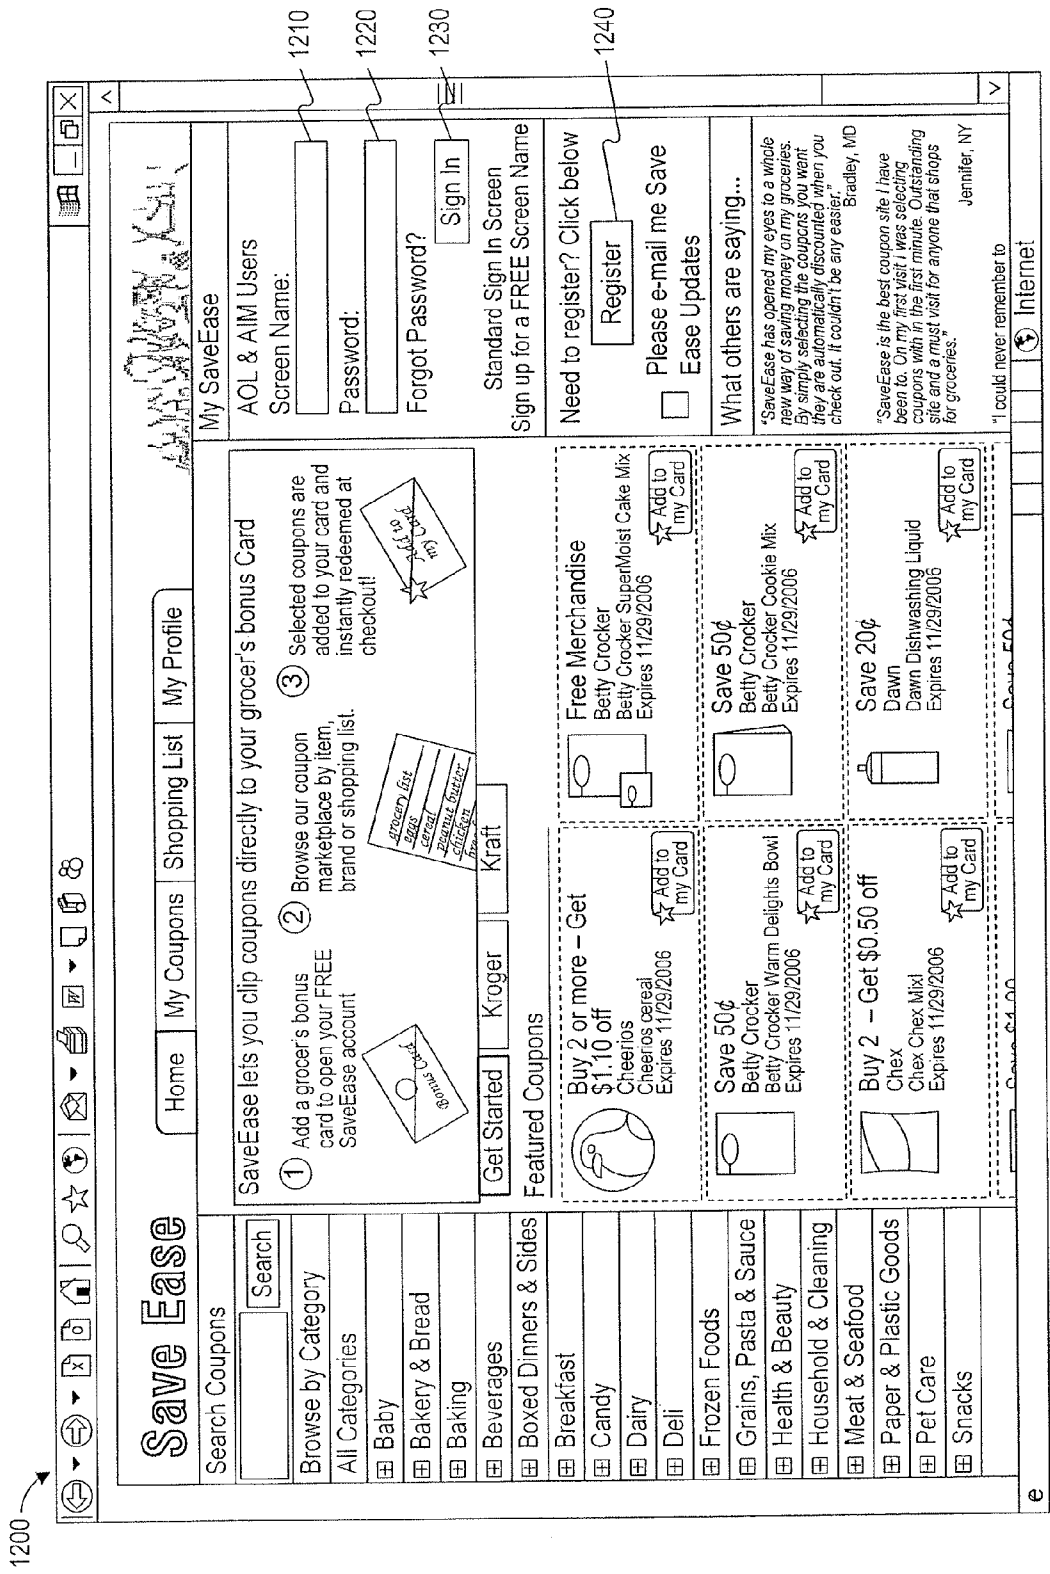 1200
Save Ease
Home
My Coupons
Shopping List
My Profile
Search Coupons
Search
Browse by Category
All Categories
Baby
Bakery & Bread
Baking
Beverages
Boxed Dinners & Sides
Breakfast
Candy
Dairy
Deli
Frozen Foods
Grains, Pasta & Sauce
Health & Beauty
Household & Cleaning
Meat & Seafood
Paper & Plastic Goods
Pet Care
Snacks
SaveEase lets you clip coupons directly to your grocer's bonus Card
1 Add a grocer's bonus
card to open your FREE
SaveEase account
Bonus Card
2 Browse our coupon
marketplace by item,
brand or shopping list.
grocery list
eggs
cereal
peanut butter
chicken
3 Selected coupons are
added to your card and
instantly redeemed at
checkout!
Add to
my Card
Get Started
Kroger
Kraft
Featured Coupons
Buy 2 or more – Get
$1.10 off
Cheerios
Cheerios cereal
Expires 11/29/2006
Add to
my Card
Free Merchandise
Betty Crocker
Betty Crocker SuperMoist Cake Mix
Expires 11/29/2006
Add to
my Card
Save 50¢
Betty Crocker
Betty Crocker Warm Delights Bowl
Expires 11/29/2006
Add to
my Card
Save 50¢
Betty Crocker
Betty Crocker Cookie Mix
Expires 11/29/2006
Add to
my Card
Buy 2 – Get $0.50 off
Chex
Chex Chex Mix!
Expires 11/29/2006
Add to
my Card
Save 20¢
Dawn
Dawn Dishwashing Liquid
Expires 11/29/2006
Add to
my Card
My SaveEase
AOL & AIM Users
Screen Name:
1210
Password:
1220
Forgot Password?
Sign In
1230
Standard Sign In Screen
Sign up for a FREE Screen Name
Need to register? Click below
Register
1240
Please e-mail me Save
Ease Updates
What others are saying...
"SaveEase has opened my eyes to a whole
new way of saving money on my groceries.
By simply selecting the coupons you want
they are automatically discounted when you
check out. It couldn't be any easier."
Bradley, MD
"SaveEase is the best coupon site I have
been to. On my first visit I was selecting
coupons with in the first minute. Outstanding
site and a must visit for anyone that shops
for groceries."
Jennifer, NY
"I could never remember to
e
Internet